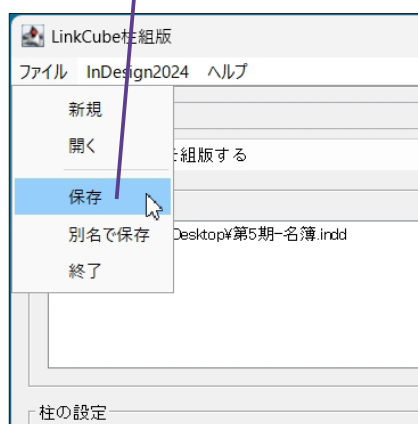 LinkCube柱組版
ファイル InDesign2024 ヘルプ
新規
開く
組版する
保存
別名で保存 Desktop¥第5期-名簿.indd
終了
柱の設定